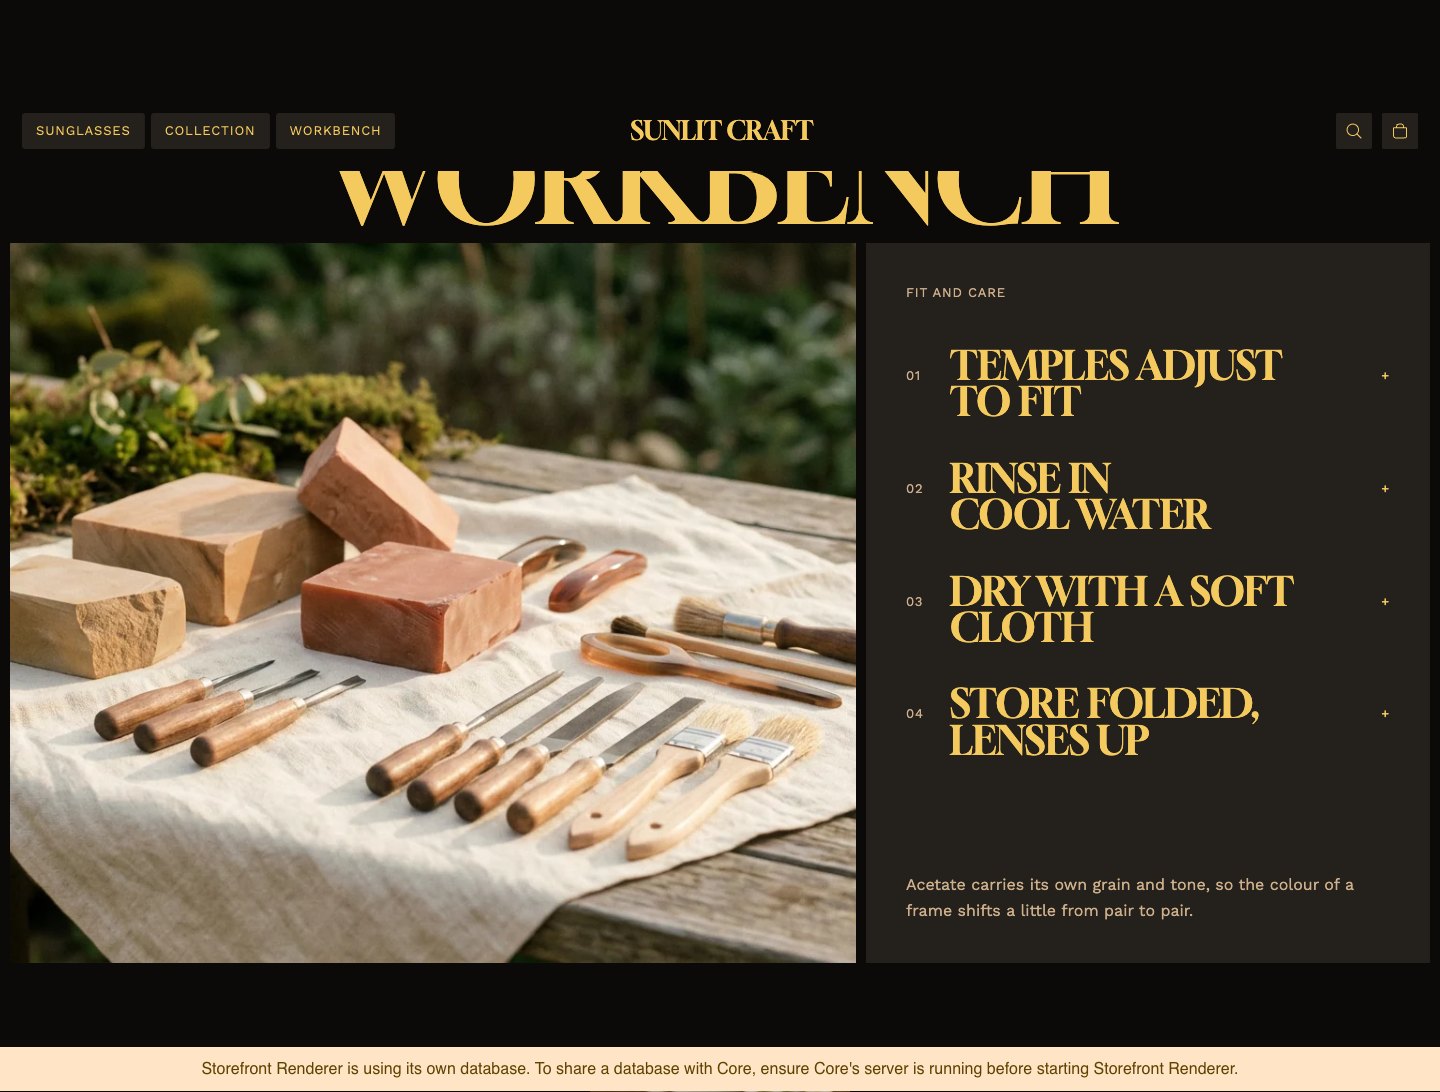 SUNGLASSES COLLECTION WORKBENCH SUNLIT CRAFT
WORKBENCH
FIT AND CARE
01 TEMPLES ADJUST +
TO FIT
02 RINSE IN +
COOL WATER
03 DRY WITH A SOFT +
CLOTH
04 STORE FOLDED, +
LENSES UP
Acetate carries its own grain and tone, so the colour of a
frame shifts a little from pair to pair.
Storefront Renderer is using its own database. To share a database with Core, ensure Core's server is running before starting Storefront Renderer.